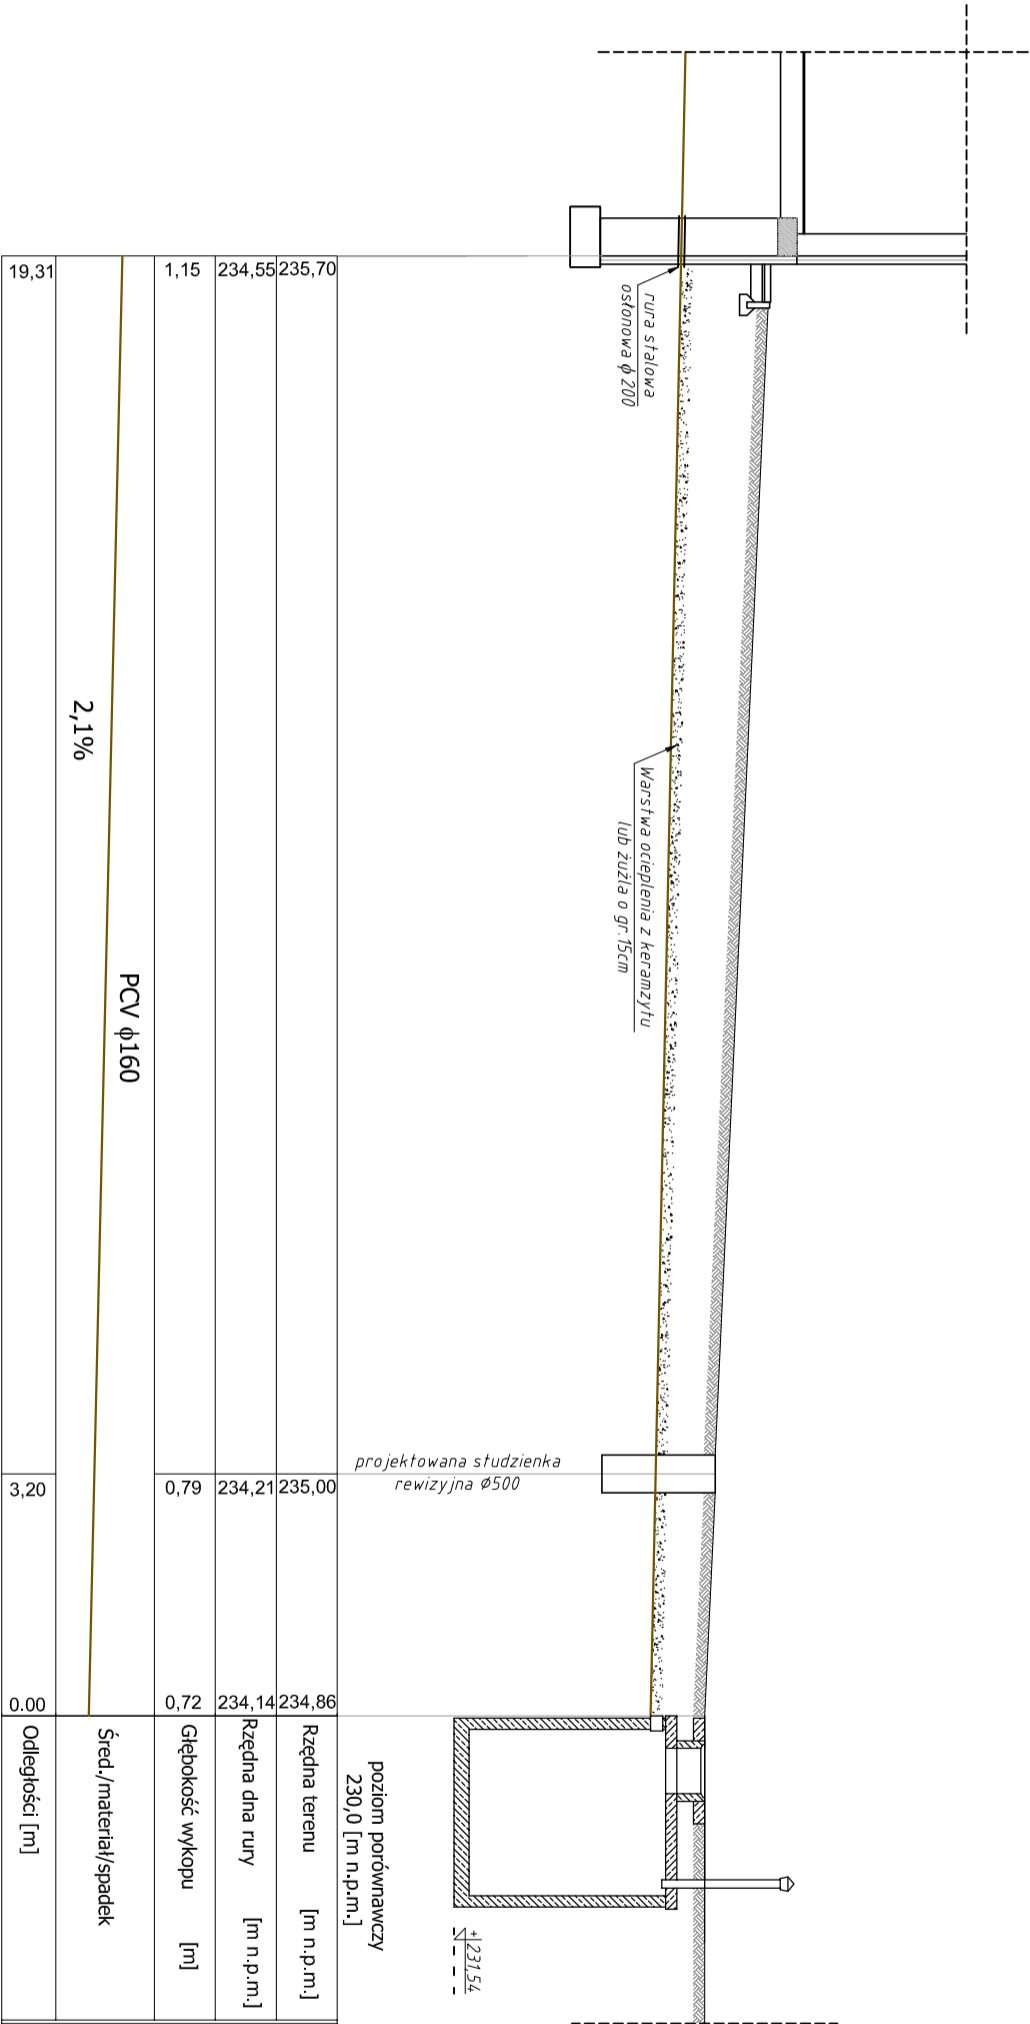 rura stalowa
osłonowa ϕ 200
Warstwa ocieplenia z keramzytu
lub żużla o gr.15cm
projektowana studzienka
rewizyjna Ø500
poziom porównawczy
230,0 [m n.p.m.]
+231,54
Rzędna terenu [m n.p.m.]
234,86
235,00
235,70
Rzędna dna rury [m n.p.m.]
234,14
234,21
234,55
Głębokość wykopu [m]
0,72
0,79
1,15
Śred./materiał/spadek
PCV ϕ160
2,1%
Odległości [m]
0.00
3,20
19,31